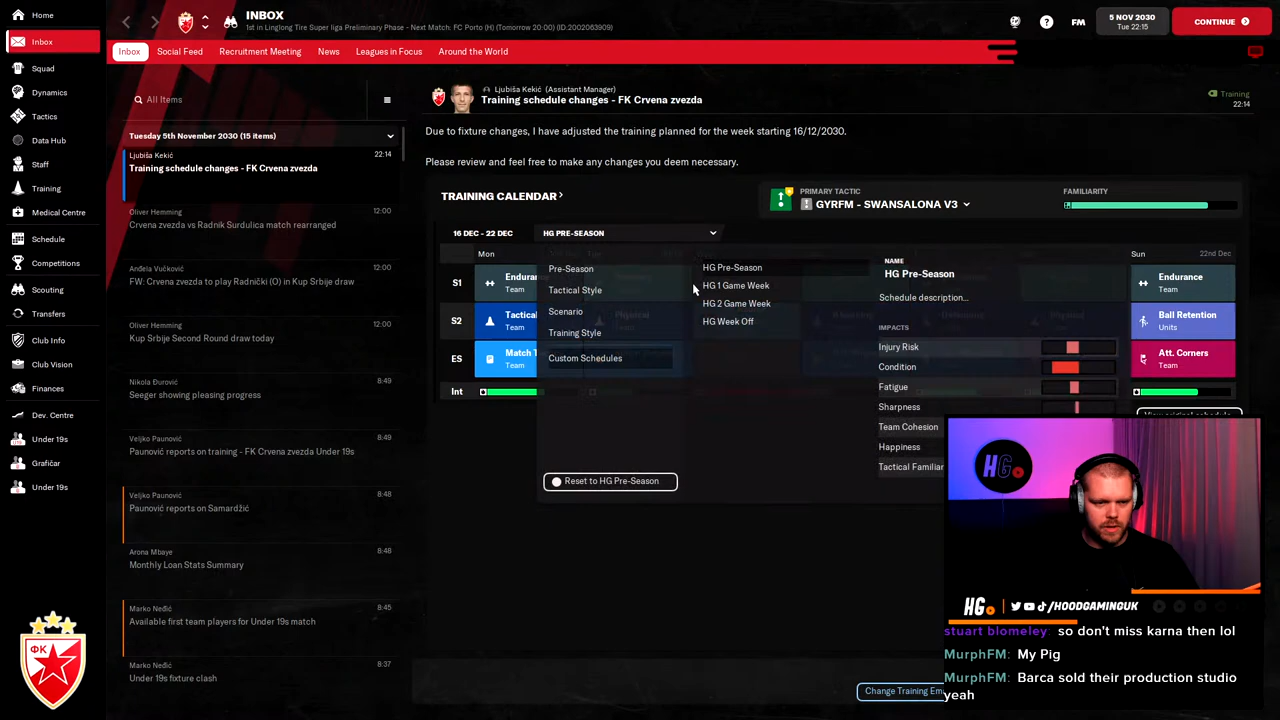 Home
Inbox
Squad
Dynamics
Tactics
Data Hub
Staff
Training
Medical Centre
Schedule
Competitions
Scouting
Transfers
Club Info
Club Vision
Finances
Dev. Centre
Under 19s
Grafičar
Under 19s
INBOX
1st in Linglong Tire Super liga Preliminary Phase - Next Match: FC Porto (H) (Tomorrow 20:00) (ID:2002063909)
FM
5 NOV 2030
Tue 22:15
CONTINUE
Inbox
Social Feed
Recruitment Meeting
News
Leagues in Focus
Around the World
All Items
Tuesday 5th November 2030 (15 items)
Ljubiša Kekić
22:14
Training schedule changes - FK Crvena zvezda
Oliver Hemming
12:00
Crvena zvezda vs Radnik Surdulica match rearranged
Anđela Vučković
12:00
FW: Crvena zvezda to play Radnički (O) in Kup Srbije draw
Oliver Hemming
12:00
Kup Srbije Second Round draw today
Nikola Đurović
8:49
Seeger showing pleasing progress
Veljko Paunović
8:49
Paunović reports on training - FK Crvena zvezda Under 19s
Veljko Paunović
8:48
Paunović reports on Samardžić
Arona Mbaye
8:48
Monthly Loan Stats Summary
Marko Neđić
8:45
Available first team players for Under 19s match
Marko Neđić
8:37
Under 19s fixture clash
Ljubiša Kekić (Assistant Manager)
Training schedule changes - FK Crvena zvezda
Training
22:14
Due to fixture changes, I have adjusted the training planned for the week starting 16/12/2030.
Please review and feel free to make any changes you deem necessary.
TRAINING CALENDAR
PRIMARY TACTIC
GYRFM - SWANSALONA V3
FAMILIARITY
16 DEC - 22 DEC
HG PRE-SEASON
Mon
Sun
22nd Dec
S1
Team
Endurance
Team
S2
Tactical
Team
Ball Retention
Units
ES
Match
Team
Att. Corners
Team
Int
Pre-Season
Tactical Style
Scenario
Training Style
Custom Schedules
HG Pre-Season
HG 1 Game Week
HG 2 Game Week
HG Week Off
NAME
HG Pre-Season
Schedule description...
IMPACTS
Injury Risk
Condition
Fatigue
Sharpness
Team Cohesion
Happiness
Reset to HG Pre-Season
Change Training
HG
HG
/HOODGAMINGUK
stuart blomeley so don't miss karna then lol
MurphFM: My Pig
MurphFM: Barca sold their production studio
yeah
ФК